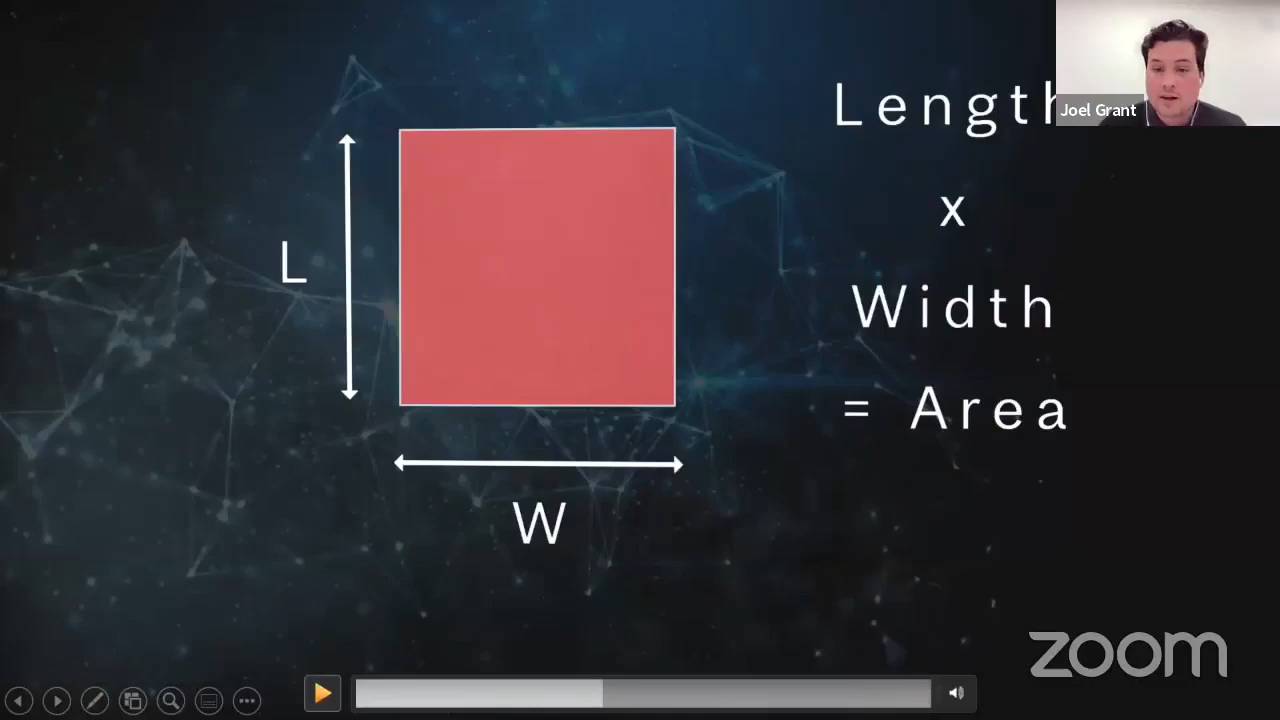 Length
Joel Grant
x
L
Width
= Area
W
zoom